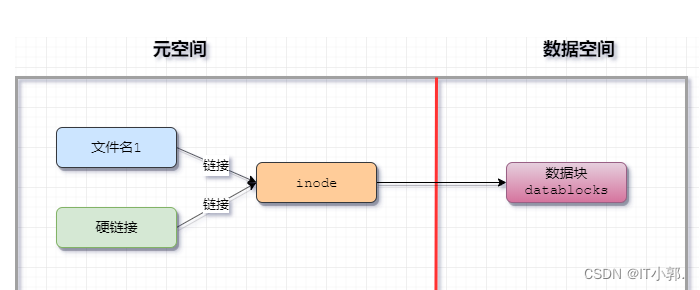 元空间
数据空间
文件名1
链接
inode
数据块
datablocks
链接
硬链接
CSDN @IT小郭.